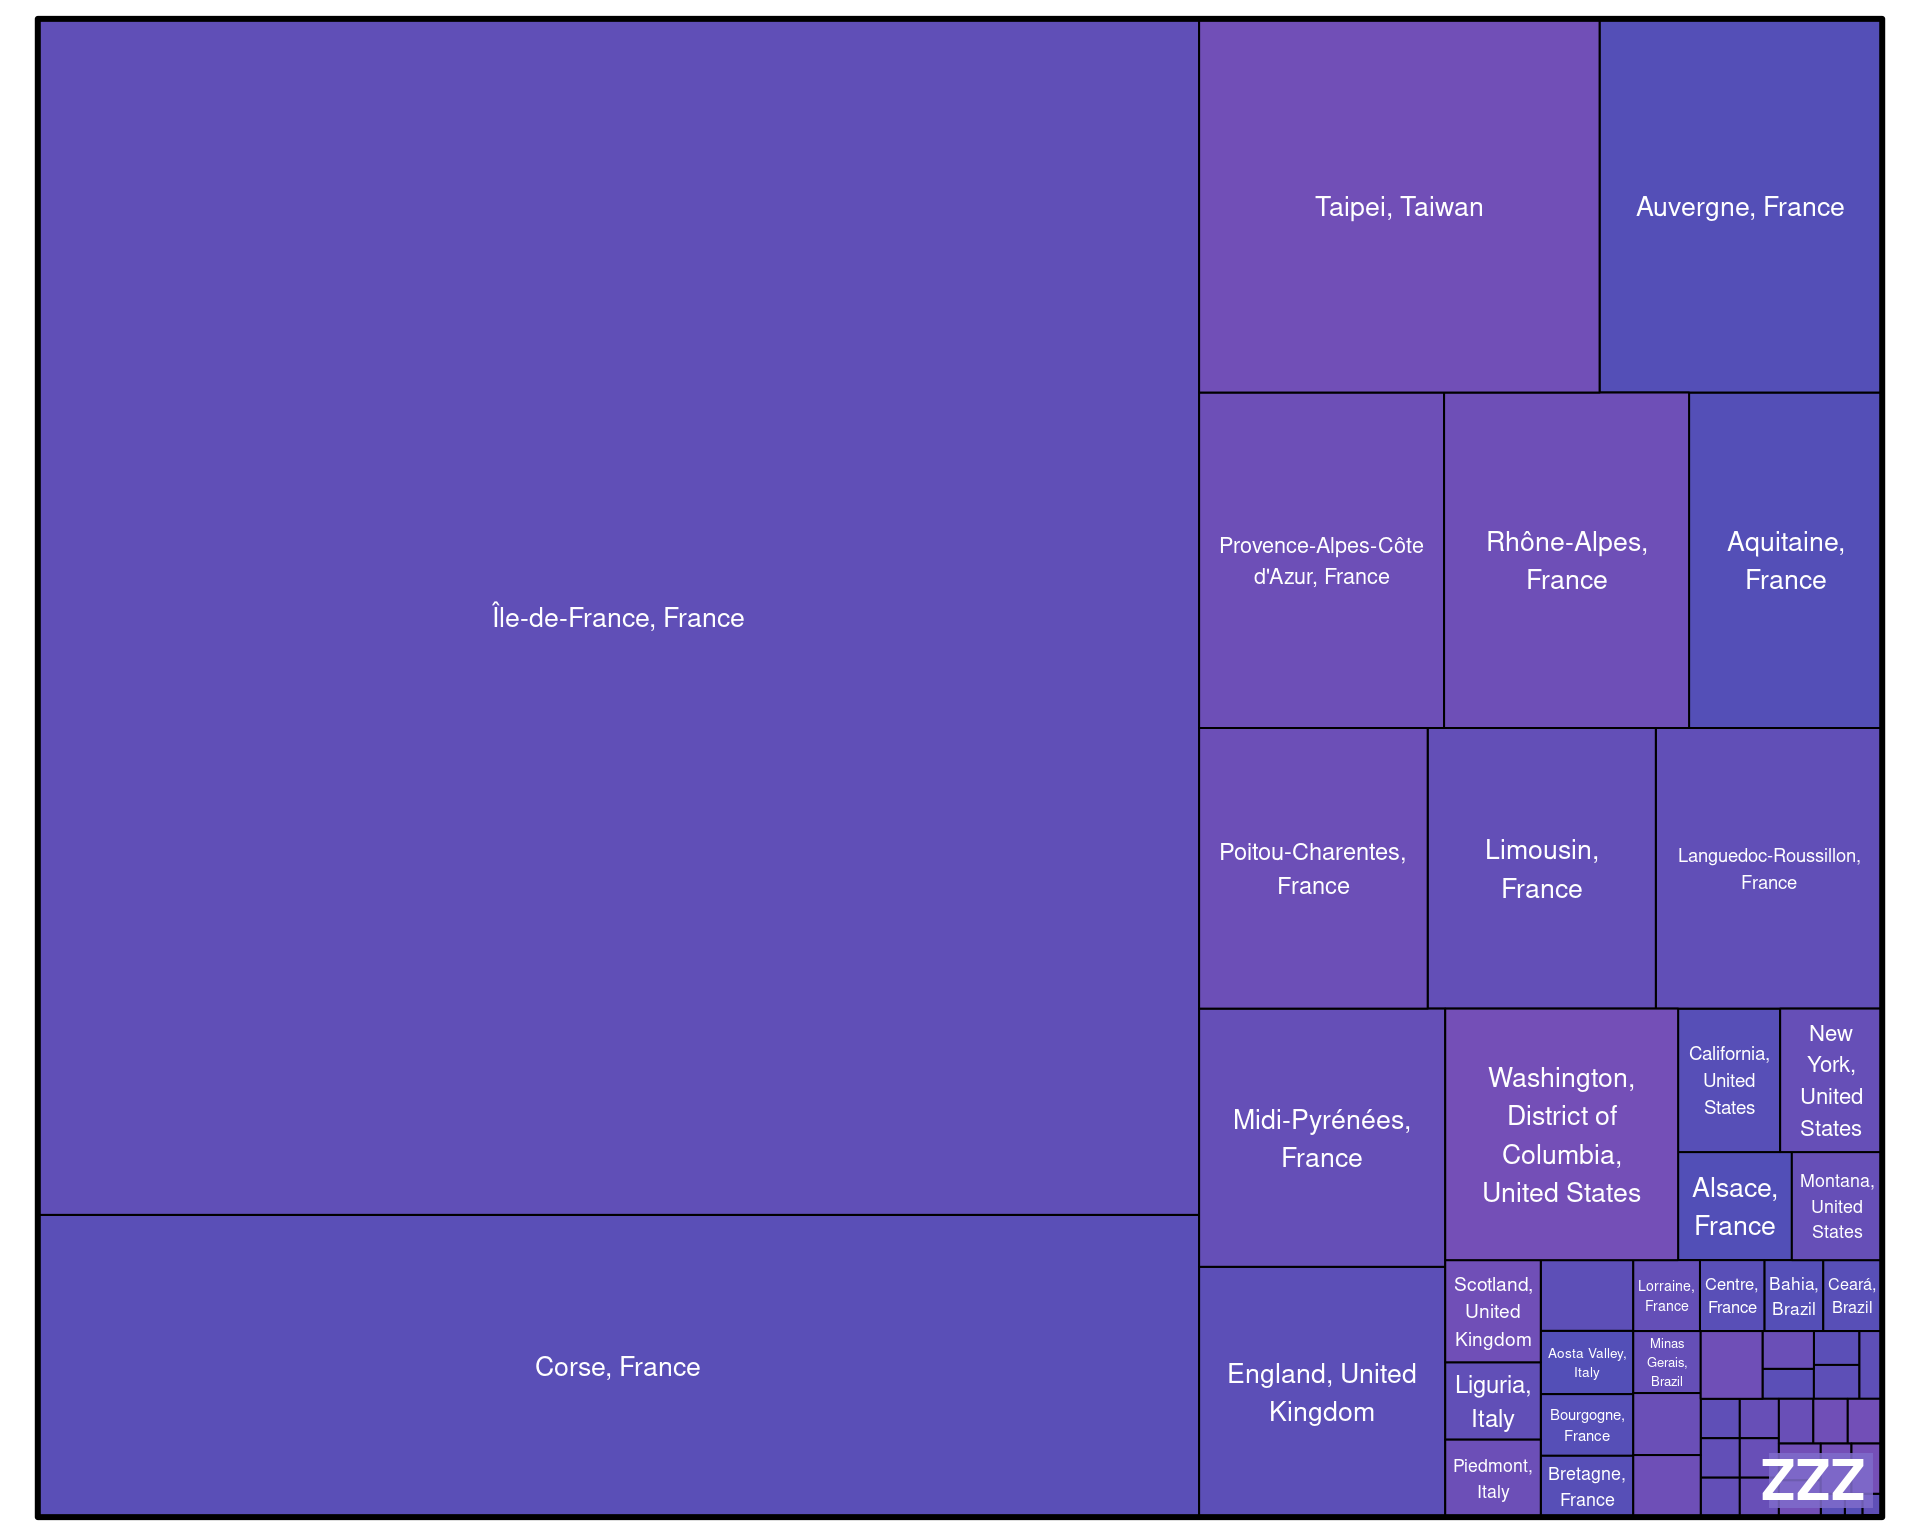 Île-de-France, France
Corse, France
Taipei, Taiwan
Auvergne, France
Provence-Alpes-Côte
d'Azur, France
Rhône-Alpes,
France
Aquitaine,
France
Poitou-Charentes,
France
Limousin,
France
Languedoc-Roussillon,
France
Midi-Pyrénées,
France
Washington,
District of
Columbia,
United States
California,
United
States
New
York,
United
States
Alsace,
France
Montana,
United
States
England, United
Kingdom
Scotland,
United
Kingdom
Liguria,
Italy
Piedmont,
Italy
Aosta Valley,
Italy
Bourgogne,
France
Bretagne,
France
Lorraine,
France
Centre,
France
Bahia,
Brazil
Ceará,
Brazil
Minas
Gerais,
Brazil
ZZZ